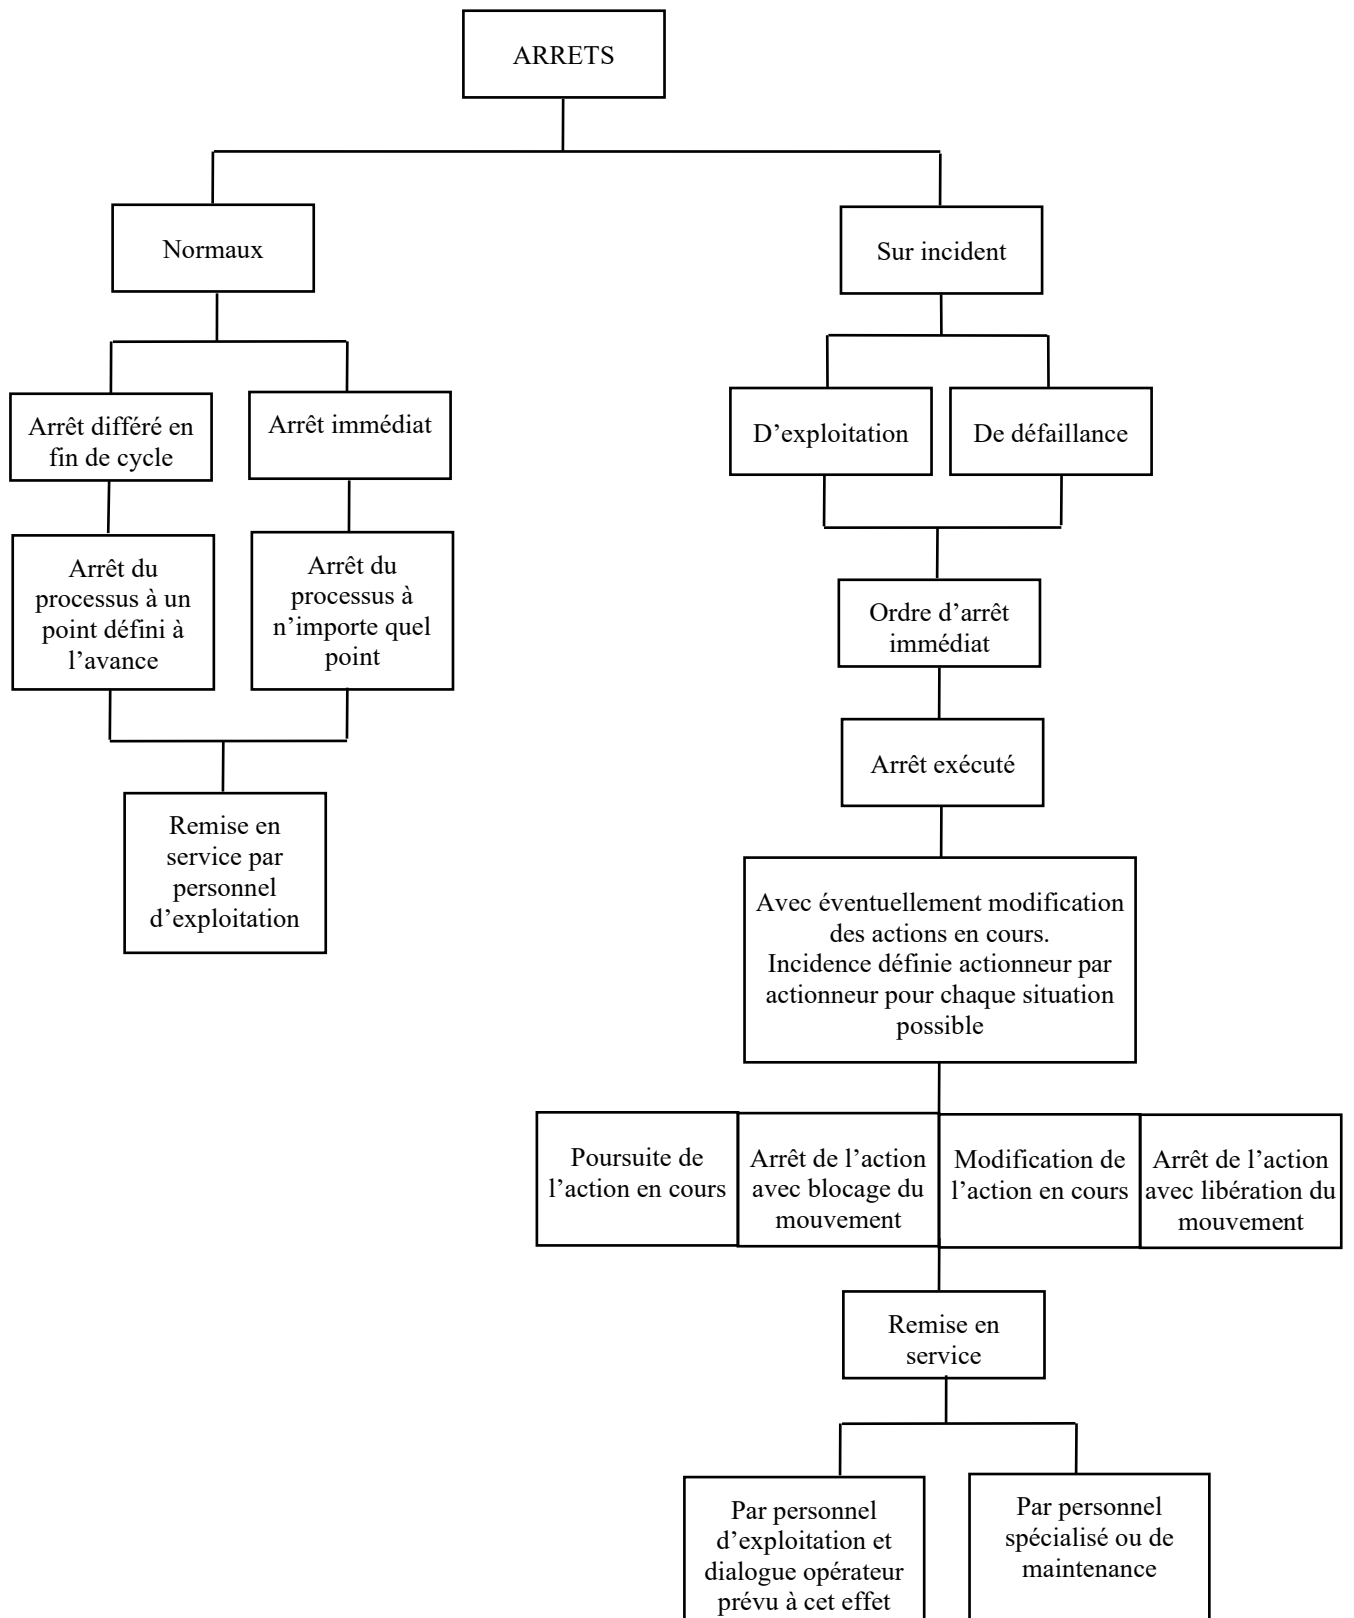 ARRETS
Normaux
Sur incident
Arrêt différé en
fin de cycle
Arrêt immédiat
D’exploitation
De défaillance
Arrêt du
processus à un
point défini à
l’avance
Arrêt du
processus à
n’importe quel
point
Ordre d’arrêt
immédiat
Arrêt exécuté
Remise en
service par
personnel
d’exploitation
Avec éventuellement modification
des actions en cours.
Incidence définie actionneur par
actionneur pour chaque situation
possible
Poursuite de
l’action en cours
Arrêt de l’action
avec blocage du
mouvement
Modification de
l’action en cours
Arrêt de l’action
avec libération du
mouvement
Remise en
service
Par personnel
d’exploitation et
dialogue opérateur
prévu à cet effet
Par personnel
spécialisé ou de
maintenance